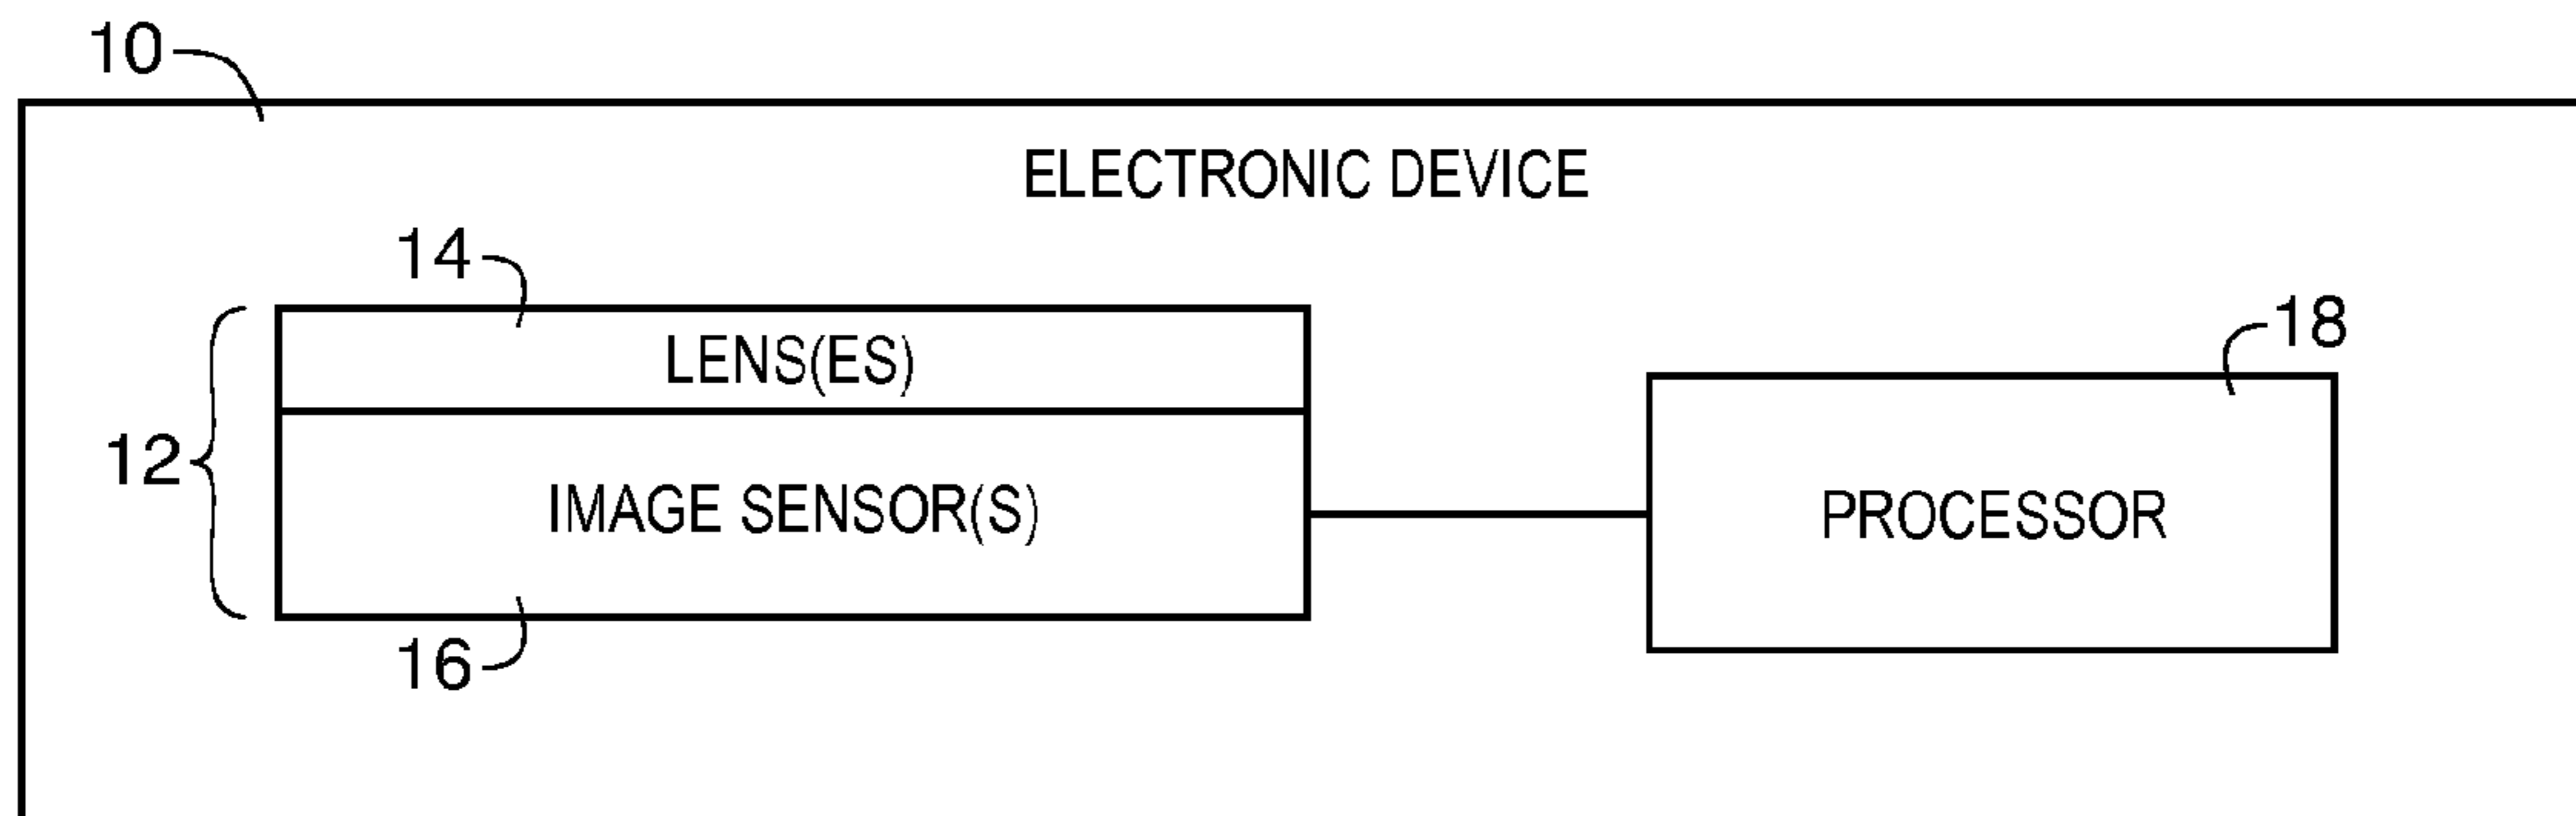 10
ELECTRONIC DEVICE
14
LENS(ES)
18
12
IMAGE SENSOR(S)
PROCESSOR
16